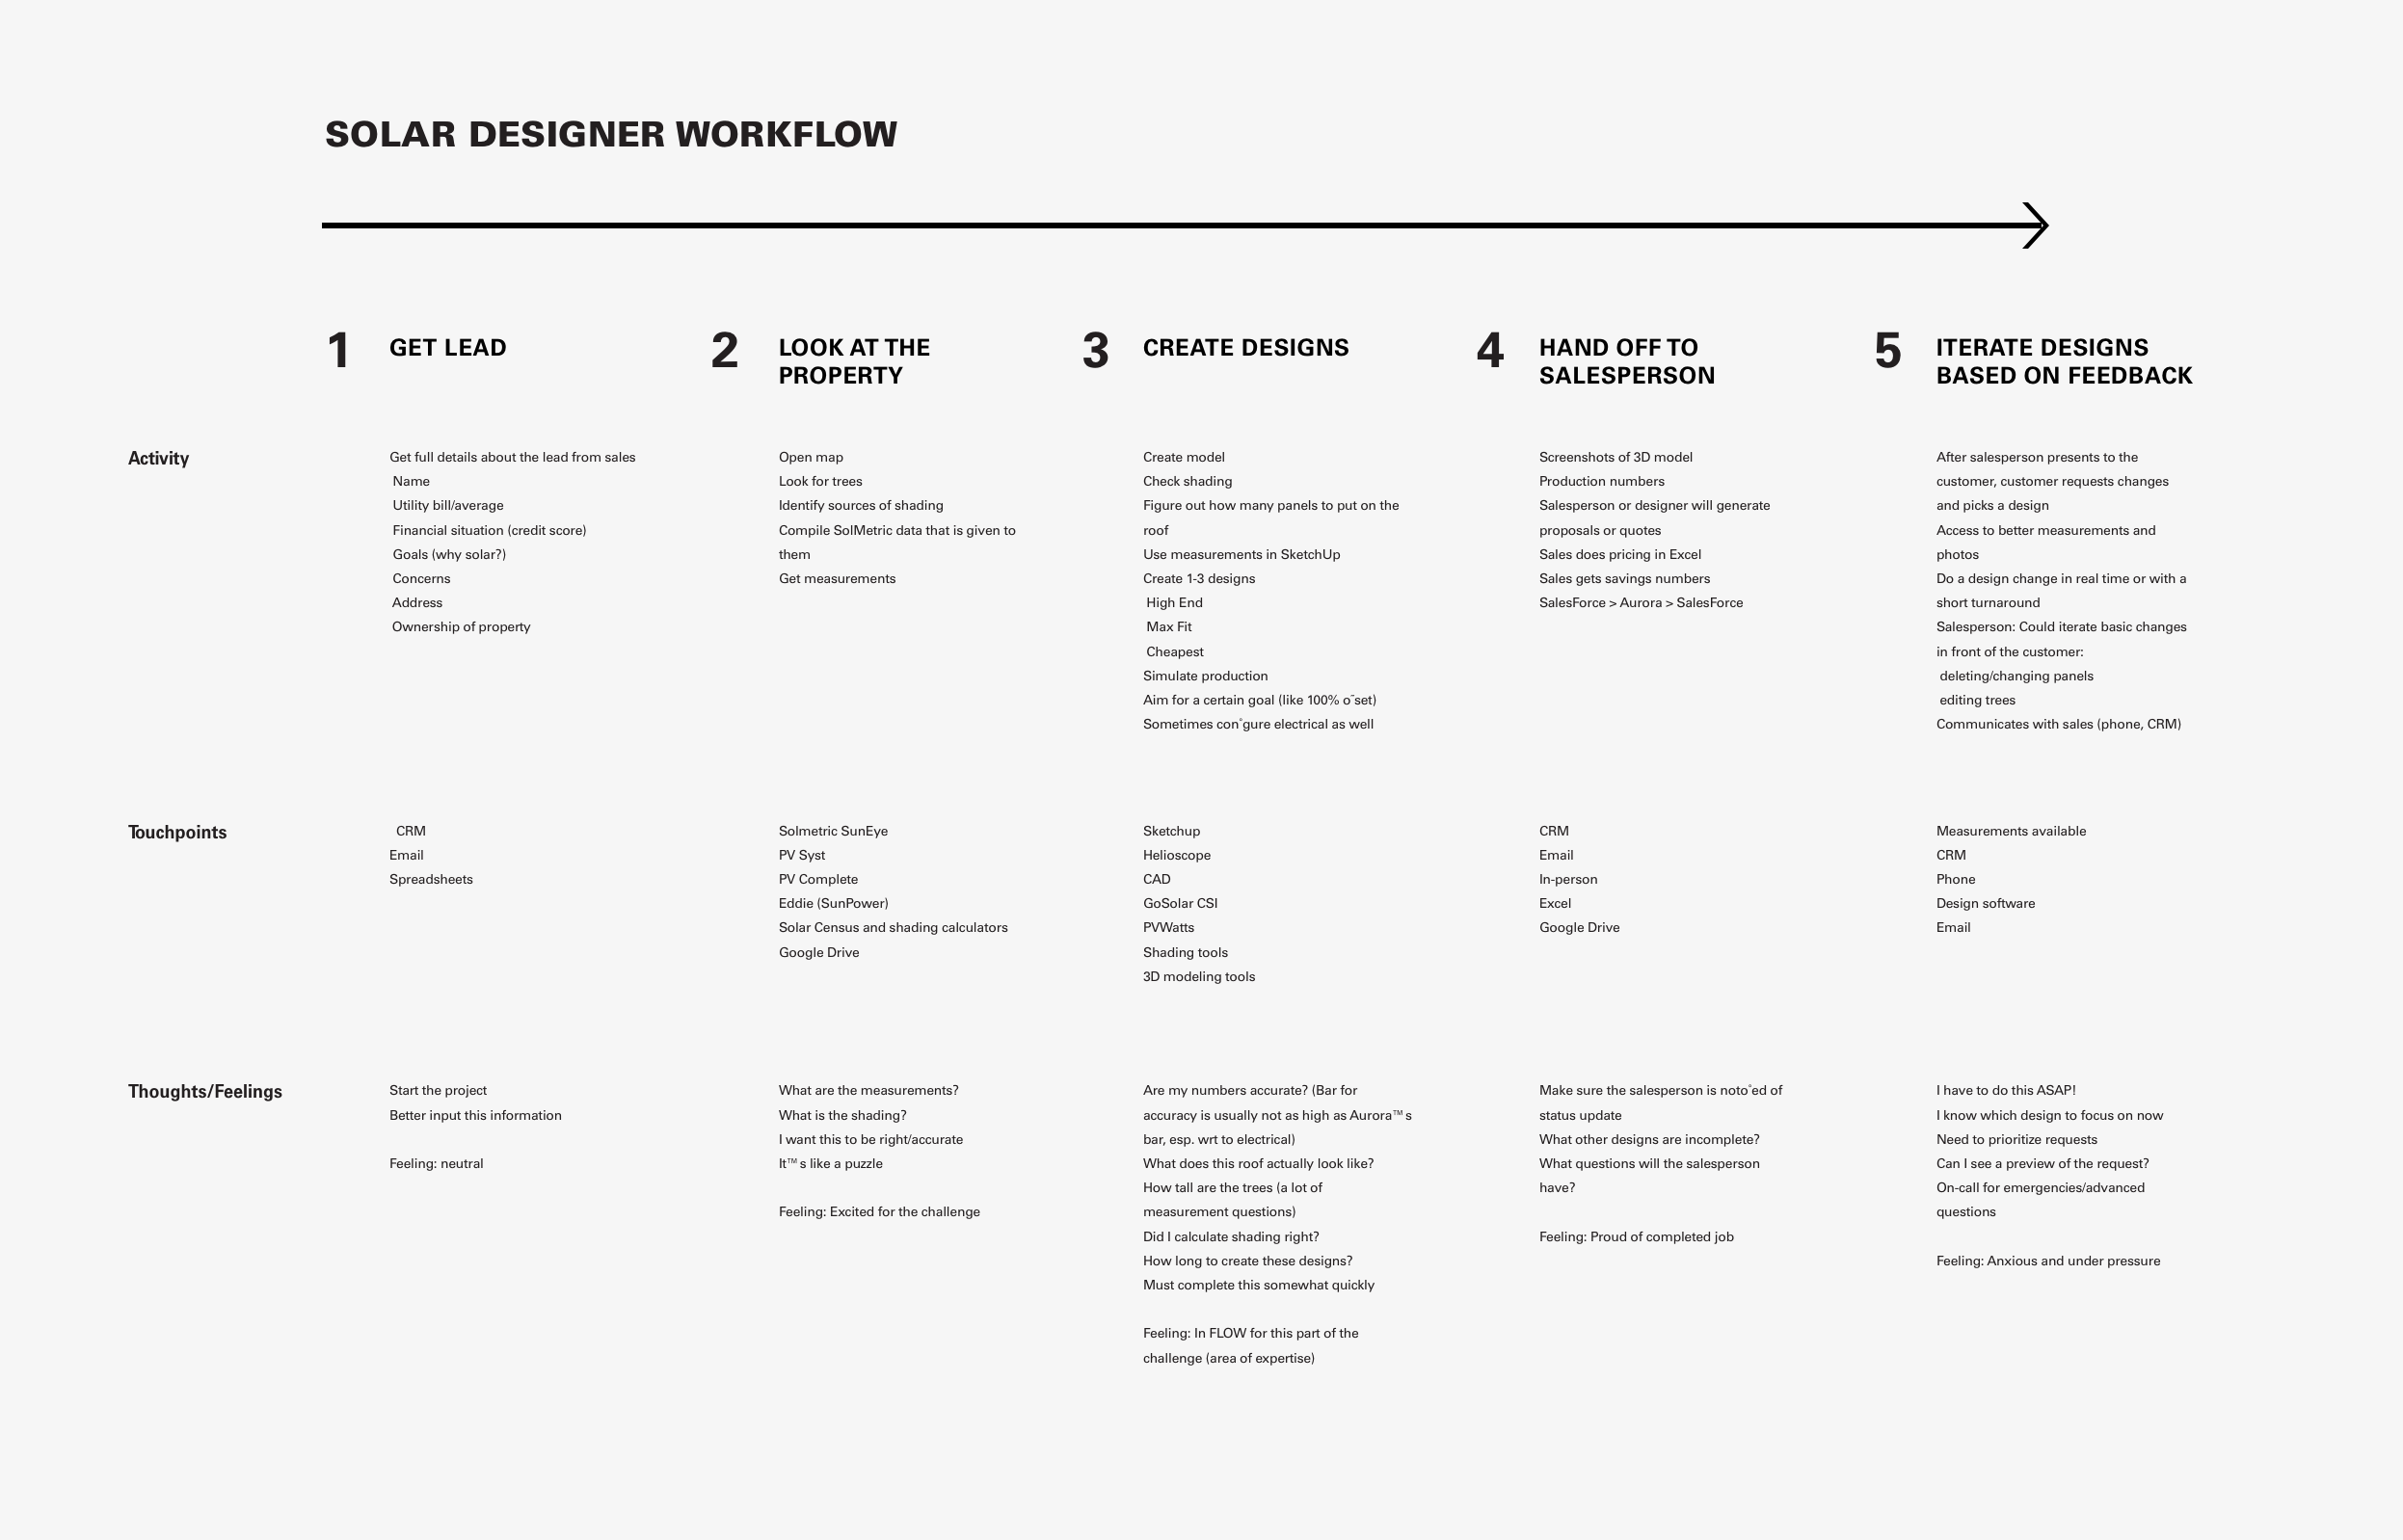 SOLAR DESIGNER WORKFLOW
1
GET LEAD
2
LOOK AT THE
PROPERTY
3
CREATE DESIGNS
4
HAND OFF TO
SALESPERSON
5
ITERATE DESIGNS
BASED ON FEEDBACK
Activity
Get full details about the lead from sales
Name
Utility bill/average
Financial situation (credit score)
Goals (why solar?)
Concerns
Address
Ownership of property
Open map
Look for trees
Identify sources of shading
Compile SolMetric data that is given to
them
Get measurements
Create model
Check shading
Figure out how many panels to put on the
roof
Use measurements in SketchUp
Create 1-3 designs
High End
Max Fit
Cheapest
Simulate production
Aim for a certain goal (like 100% o˜set)
Sometimes con˚gure electrical as well
Screenshots of 3D model
Production numbers
Salesperson or designer will generate
proposals or quotes
Sales does pricing in Excel
Sales gets savings numbers
SalesForce > Aurora > SalesForce
After salesperson presents to the
customer, customer requests changes
and picks a design
Access to better measurements and
photos
Do a design change in real time or with a
short turnaround
Salesperson: Could iterate basic changes
in front of the customer:
deleting/changing panels
editing trees
Communicates with sales (phone, CRM)
Touchpoints
CRM
Email
Spreadsheets
Solmetric SunEye
PV Syst
PV Complete
Eddie (SunPower)
Solar Census and shading calculators
Google Drive
Sketchup
Helioscope
CAD
GoSolar CSI
PVWatts
Shading tools
3D modeling tools
CRM
Email
In-person
Excel
Google Drive
Measurements available
CRM
Phone
Design software
Email
Thoughts/Feelings
Start the project
Better input this information
Feeling: neutral
What are the measurements?
What is the shading?
I want this to be right/accurate
It™s like a puzzle
Feeling: Excited for the challenge
Are my numbers accurate? (Bar for
accuracy is usually not as high as Aurora™s
bar, esp. wrt to electrical)
What does this roof actually look like?
How tall are the trees (a lot of
measurement questions)
Did I calculate shading right?
How long to create these designs?
Must complete this somewhat quickly
Feeling: In FLOW for this part of the
challenge (area of expertise)
Make sure the salesperson is noto˚ed of
status update
What other designs are incomplete?
What questions will the salesperson
have?
Feeling: Proud of completed job
I have to do this ASAP!
I know which design to focus on now
Need to prioritize requests
Can I see a preview of the request?
On-call for emergencies/advanced
questions
Feeling: Anxious and under pressure